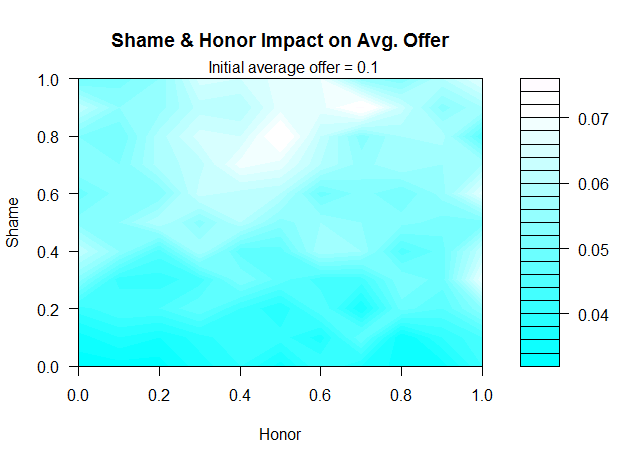 Shame & Honor Impact on Avg. Offer
Initial average offer = 0.1
Shame
1.0
0.8
0.6
0.4
0.2
0.0
0.0 0.2 0.4 0.6 0.8 1.0
Honor
0.07
0.06
0.05
0.04